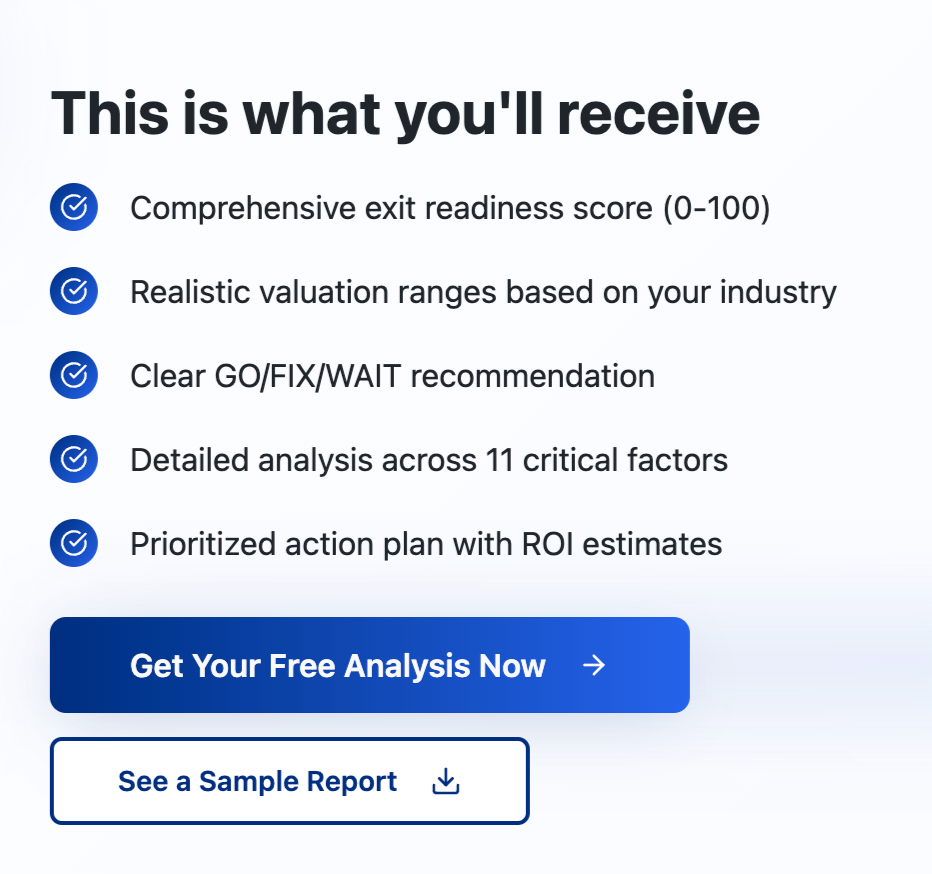 This is what you'll receive
Comprehensive exit readiness score (0-100)
Realistic valuation ranges based on your industry
Clear GO/FIX/WAIT recommendation
Detailed analysis across 11 critical factors
Prioritized action plan with ROI estimates
Get Your Free Analysis Now
See a Sample Report